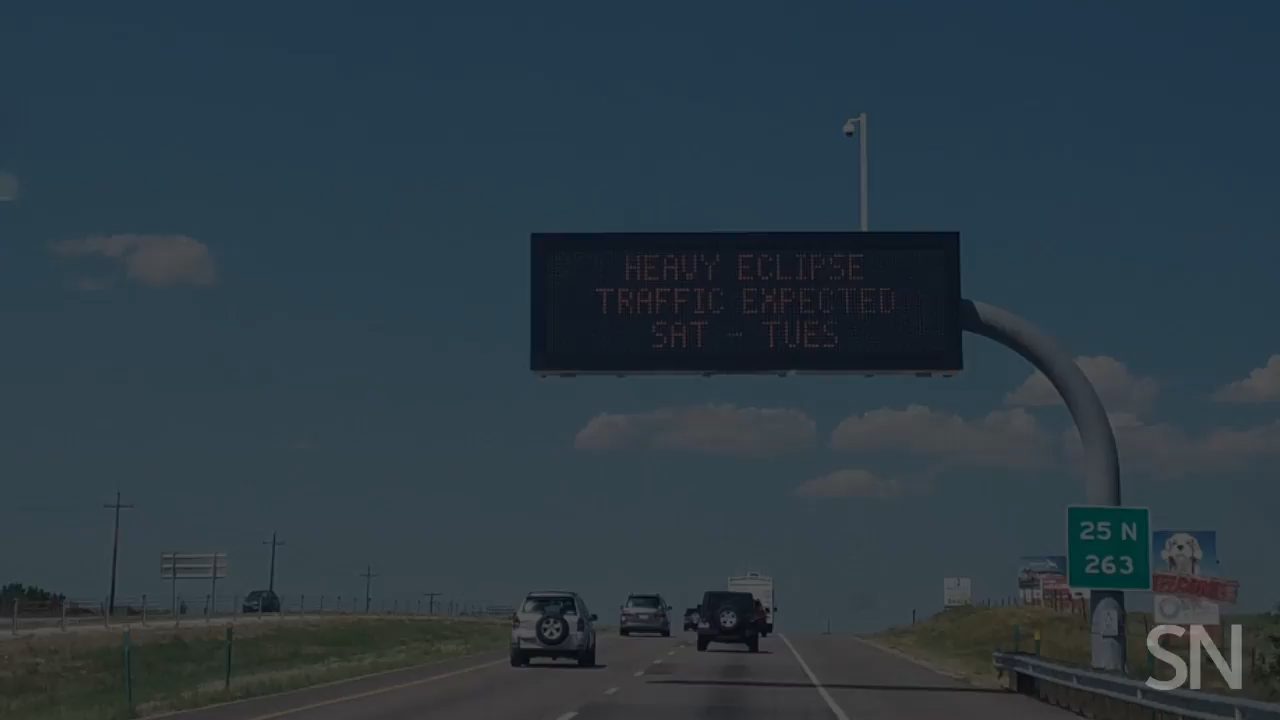 HEAVY ECLIPSE
TRAFFIC EXPECTED
SAT - TUES
25 N
263
SN